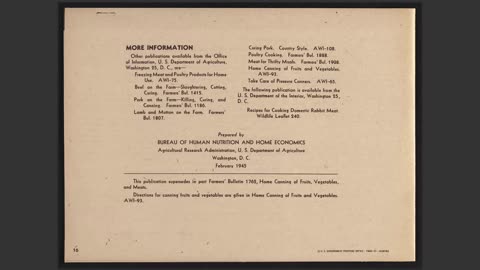 MORE INFORMATION
Other publications available from the Office
of Information, U. S. Department of Agriculture,
Washington 25, D. C., are—
Freezing Meat and Poultry Products for Home
Use. AWI-75.
Beef on the Farm—Slaughtering, Cutting,
Curing. Farmers' Bul. 1415.
Pork on the Farm—Killing, Curing, and
Canning. Farmers' Bul. 1186.
Lamb and Mutton on the Farm. Farmers'
Bul. 1807.
Curing Pork. Country Style. AWI-108.
Poultry Cooking. Farmers' Bul. 1888.
Meat for Thrifty Meals. Farmers' Bul. 1908.
Home Canning of Fruits and Vegetables.
AWI-93.
Take Care of Pressure Canners. AWI-65.
The following publication is available from the
U. S. Department of the Interior, Washington 25,
D. C.
Recipes for Cooking Domestic Rabbit Meat.
Wildlife Leaflet 240.
Prepared by
BUREAU OF HUMAN NUTRITION AND HOME ECONOMICS
Agricultural Research Administration, U. S. Department of Agriculture
Washington, D. C.
February 1945
This publication supersedes in part Farmers' Bulletin 1762, Home Canning of Fruits, Vegetables,
and Meats.
Directions for canning fruits and vegetables are given in Home Canning of Fruits and Vegetables.
AWI-93.
16
U. S. GOVERNMENT PRINTING OFFICE